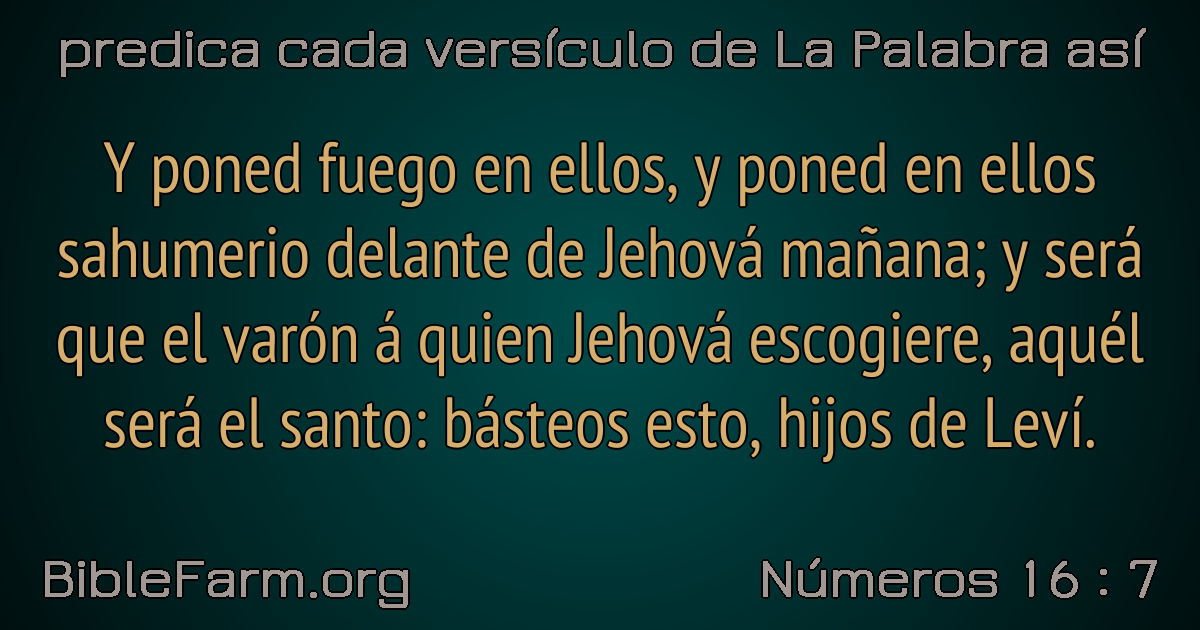 predica cada versículo de La Palabra así
Y poned fuego en ellos, y poned en ellos
sahumerio delante de Jehová mañana; y será
que el varón á quien Jehová escogiere, aquél
será el santo: básteos esto, hijos de Leví.
BibleFarm.org
Números 16 : 7